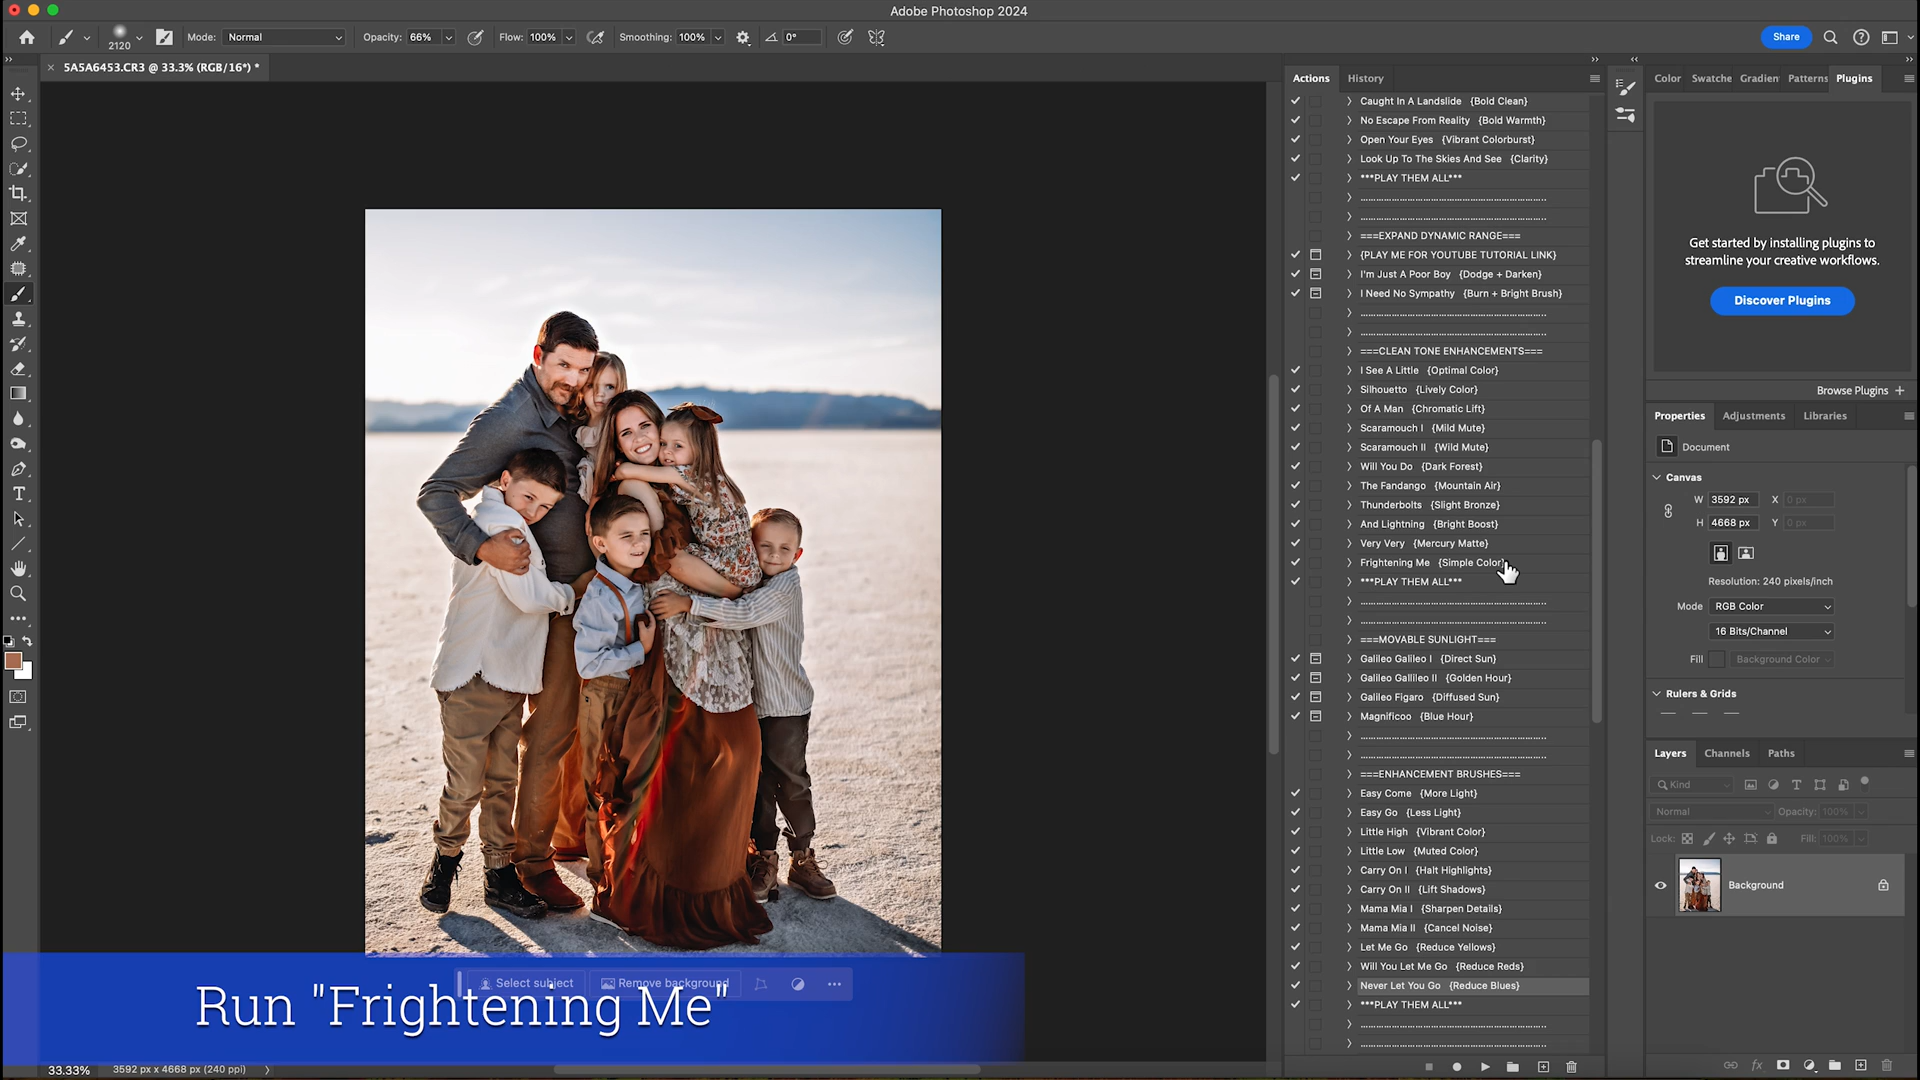 Adobe Photoshop 2024
2120
Mode: Normal
Opacity: 66%
Flow: 100%
Smoothing: 100%
0°
Share
5A5A6453.CR3 @ 33.3% (RGB/16*) *
Actions
History
Caught In A Landslide {Bold Clean}
No Escape From Reality {Bold Warmth}
Open Your Eyes {Vibrant Colorburst}
Look Up To The Skies And See {Clarity}
***PLAY THEM ALL***
===EXPAND DYNAMIC RANGE===
{PLAY ME FOR YOUTUBE TUTORIAL LINK}
I'm Just A Poor Boy {Dodge + Darken}
I Need No Sympathy {Burn + Bright Brush}
===CLEAN TONE ENHANCEMENTS===
I See A Little {Optimal Color}
Silhouetto {Lively Color}
Of A Man {Chromatic Lift}
Scaramouch I {Mild Mute}
Scaramouch II {Wild Mute}
Will You Do {Dark Forest}
The Fandango {Mountain Air}
Thunderbolts {Slight Bronze}
And Lightning {Bright Boost}
Very Very {Mercury Matte}
Frightening Me {Simple Color}
***PLAY THEM ALL***
===MOVABLE SUNLIGHT===
Galileo Galileo I {Direct Sun}
Galileo Gallileo II {Golden Hour}
Galileo Figaro {Diffused Sun}
Magnificoo {Blue Hour}
===ENHANCEMENT BRUSHES===
Easy Come {More Light}
Easy Go {Less Light}
Little High {Vibrant Color}
Little Low {Muted Color}
Carry On I {Halt Highlights}
Carry On II {Lift Shadows}
Mama Mia I {Sharpen Details}
Mama Mia II {Cancel Noise}
Let Me Go {Reduce Yellows}
Will You Let Me Go {Reduce Reds}
Never Let You Go {Reduce Blues}
***PLAY THEM ALL***
Color
Swatche
Gradien
Patterns
Plugins
Get started by installing plugins to
streamline your creative workflows.
Discover Plugins
Browse Plugins +
Properties
Adjustments
Libraries
Document
Canvas
W 3592 px X 0 px
H 4668 px Y 0 px
Resolution: 240 pixels/inch
Mode RGB Color
16 Bits/Channel
Fill Background Color
Rulers & Grids
Layers
Channels
Paths
Kind
Normal Opacity: 100%
Lock: Fill: 100%
Background
Select subject
Remove background
Run "Frightening Me"
33.33%
3592 px x 4668 px (240 ppi)